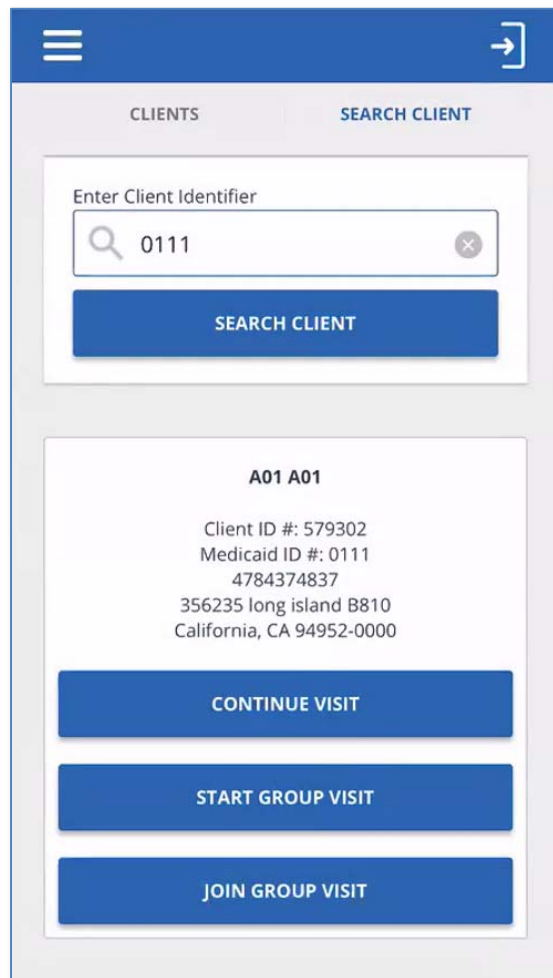 CLIENTS SEARCH CLIENT
Enter Client Identifier
0111
SEARCH CLIENT
A01 A01
Client ID #: 579302
Medicaid ID #: 0111
4784374837
356235 long island B810
California, CA 94952-0000
CONTINUE VISIT
START GROUP VISIT
JOIN GROUP VISIT